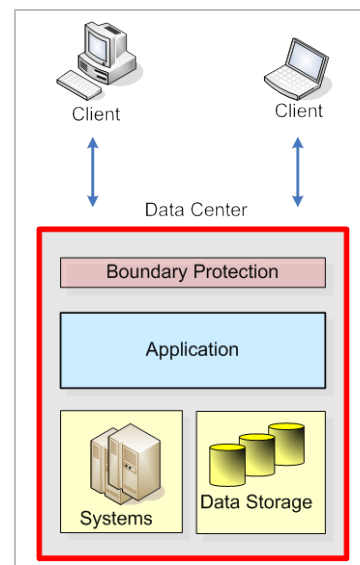 Client
Client
Data Center
Boundary Protection
Application
Systems
Data Storage